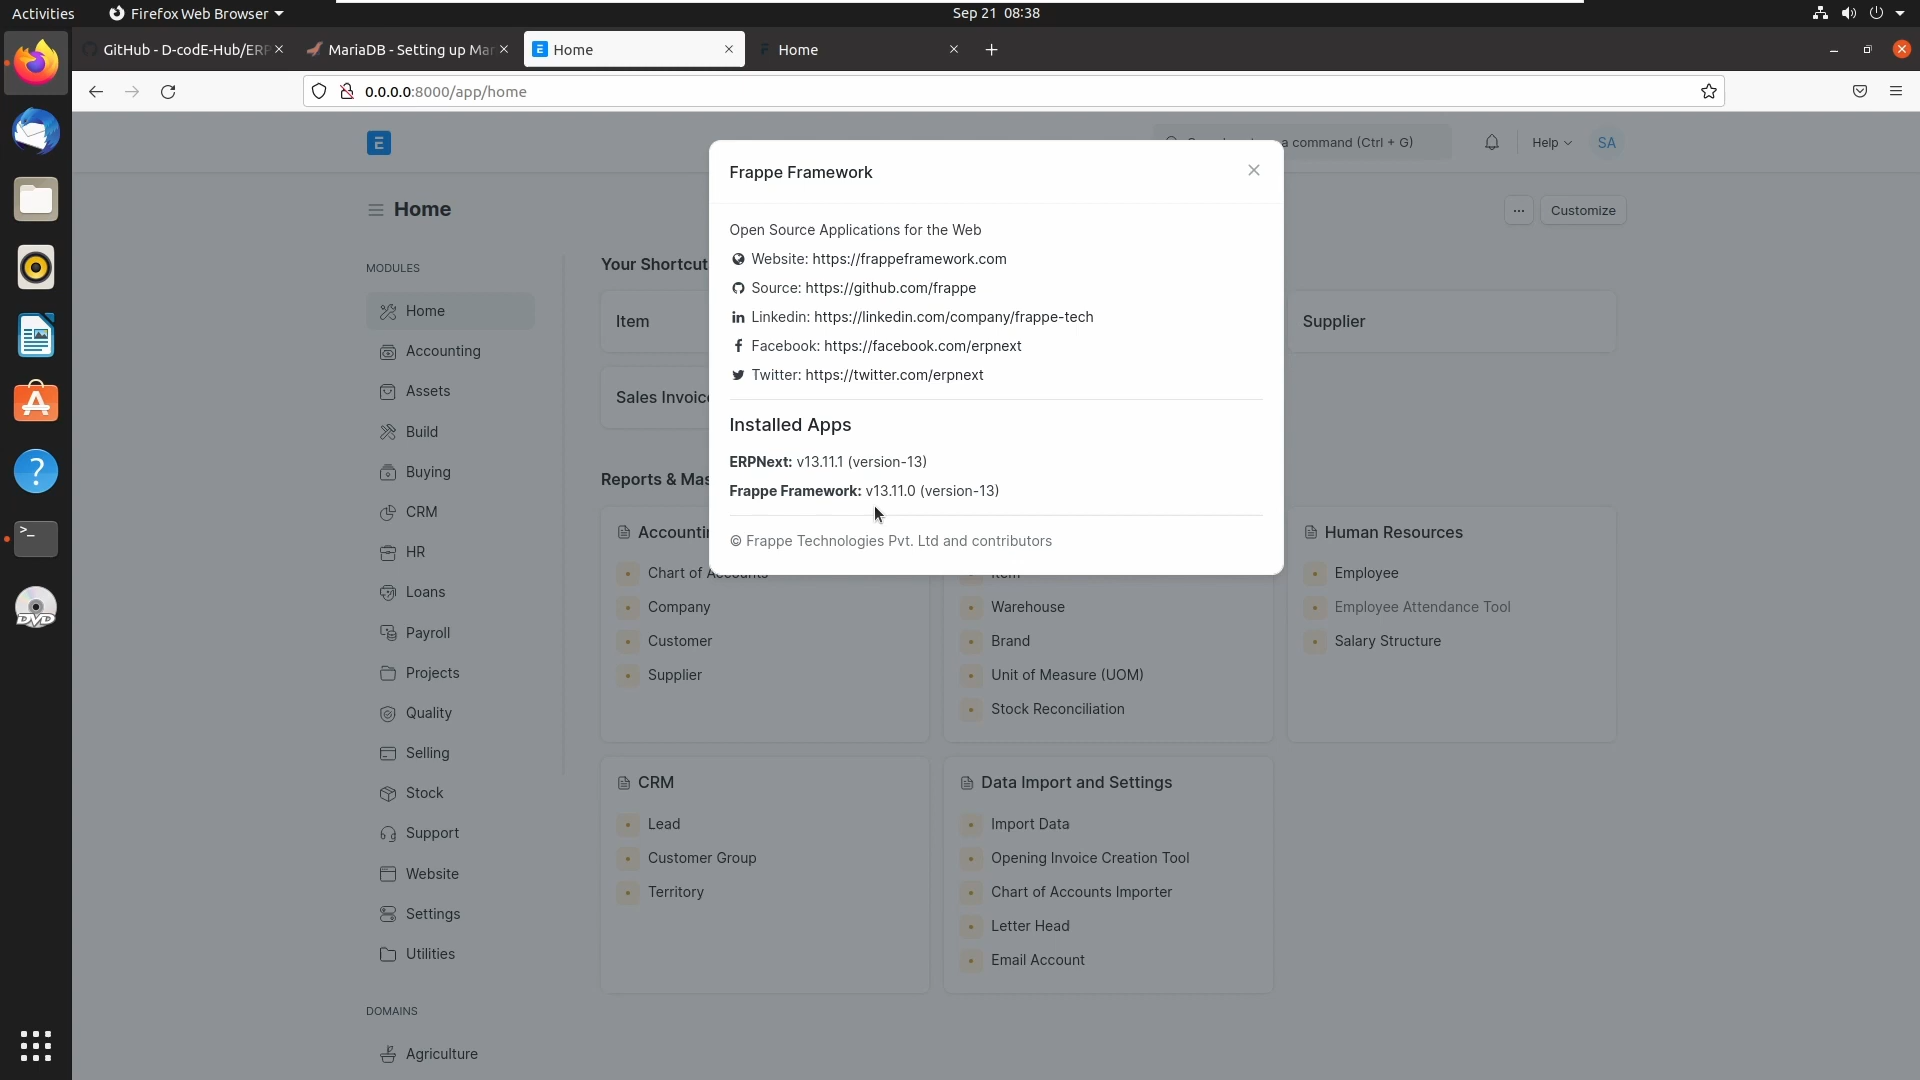 Activities
Firefox Web Browser
Sep 21 08:38
GitHub - D-codE-Hub/ERP
MariaDB - Setting up Mar
Home
Home
0.0.0.0:8000/app/home
a command (Ctrl + G)
Help
SA
Home
Customize
MODULES
Home
Accounting
Assets
Build
Buying
CRM
HR
Loans
Payroll
Projects
Quality
Selling
Stock
Support
Website
Settings
Utilities
DOMAINS
Agriculture
Frappe Framework
Open Source Applications for the Web
Website: https://frappeframework.com
Source: https://github.com/frappe
Linkedin: https://linkedin.com/company/frappe-tech
Facebook: https://facebook.com/erpnext
Twitter: https://twitter.com/erpnext
Installed Apps
ERPNext: v13.11.1 (version-13)
Frappe Framework: v13.11.0 (version-13)
© Frappe Technologies Pvt. Ltd and contributors
Your Shortcut
Item
Supplier
Sales Invoice
Reports & Mas
Accountin
Chart of Accounts
Company
Customer
Supplier
Item
Warehouse
Brand
Unit of Measure (UOM)
Stock Reconciliation
Human Resources
Employee
Employee Attendance Tool
Salary Structure
CRM
Lead
Customer Group
Territory
Data Import and Settings
Import Data
Opening Invoice Creation Tool
Chart of Accounts Importer
Letter Head
Email Account
DVD